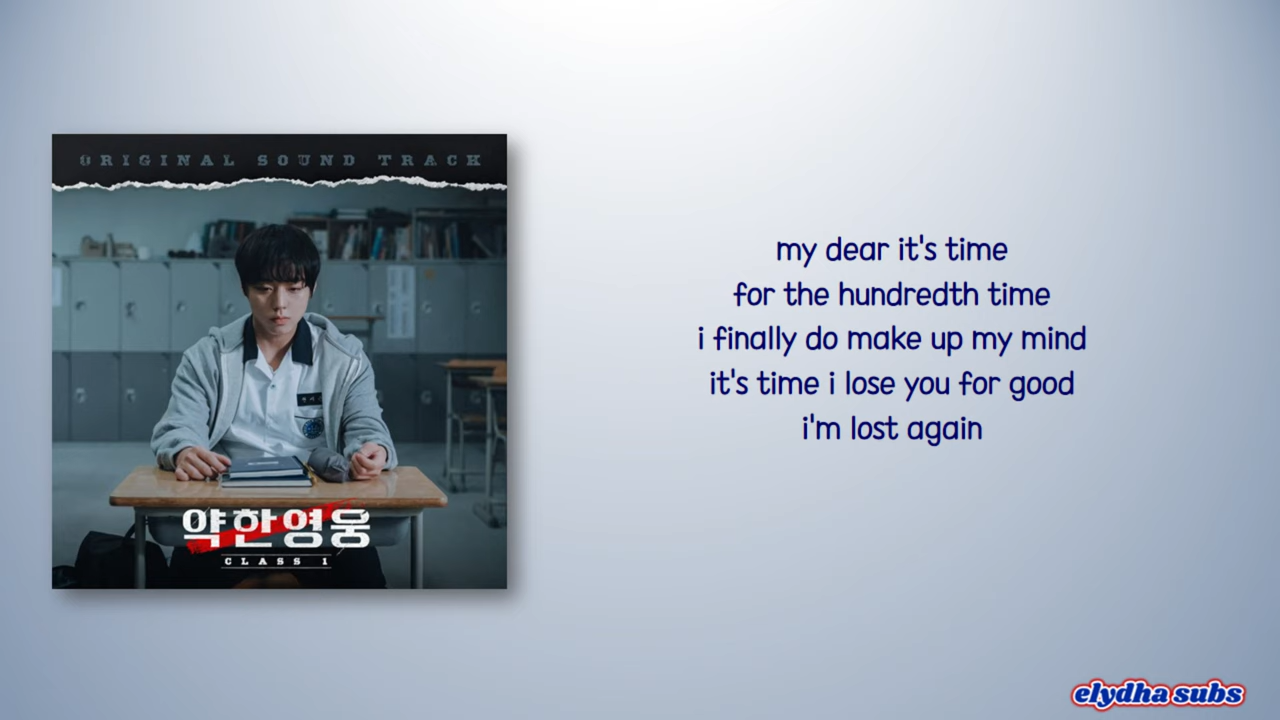 ORIGINAL SOUND TRACK
약한영웅
CLASS 1
my dear it's time
for the hundredth time
i finally do make up my mind
it's time i lose you for good
i'm lost again
elydha subs